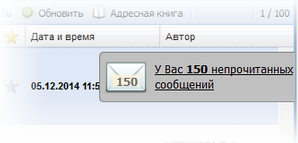 Обновить Адресная книга 1 / 100
Дата и время Автор
05.12.2014 11:5
150
У Вас 150 непрочитанных
сообщений